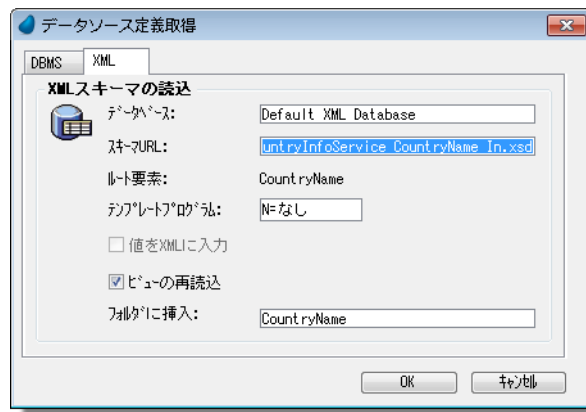 データソース定義取得
DBMS
XML
XMLスキーマの読込
ﾃﾞｰﾀﾍﾞｰｽ:
Default XML Database
ｽｷｰﾏURL:
untryInfoService CountryName In.xsd
ﾙｰﾄ要素:
CountryName
ﾃﾝﾌﾟﾚｰﾄﾌﾟﾛｸﾞﾗﾑ:
N=なし
値をXMLに入力
ﾋﾞｭｰの再読込
ﾌｫﾙﾀﾞに挿入:
CountryName
OK
ｷｬﾝｾﾙ